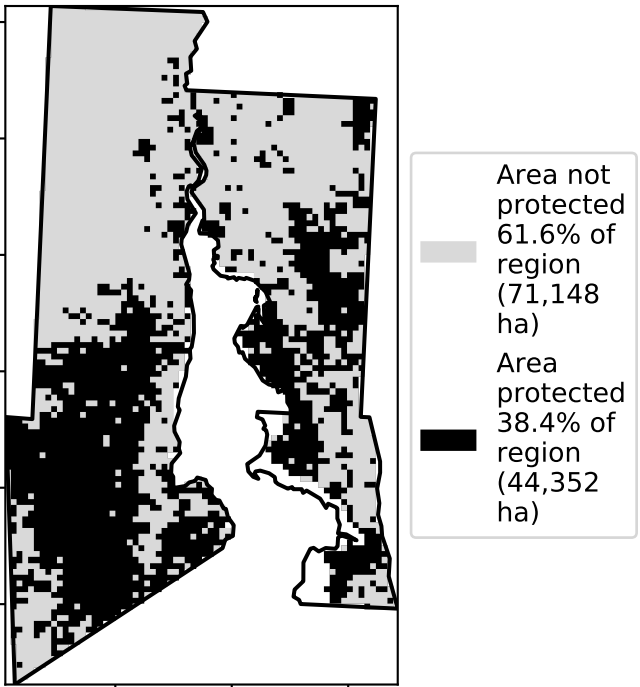 Area not
protected
61.6% of
region
(71,148
ha)
Area
protected
38.4% of
region
(44,352
ha)